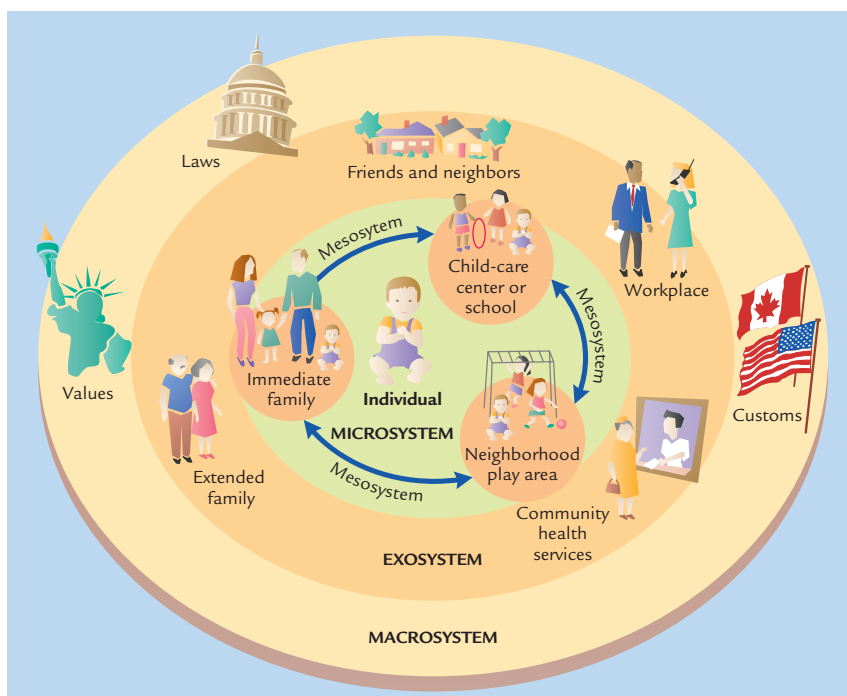 Laws
Friends and neighbors
Mesosytem
Child-care
center or
school
Workplace
Mesosystem
Values
Immediate
family
Individual
Customs
MICROSYSTEM
Neighborhood
play area
Mesosystem
Extended
family
Community
health
services
EXOSYSTEM
MACROSYSTEM